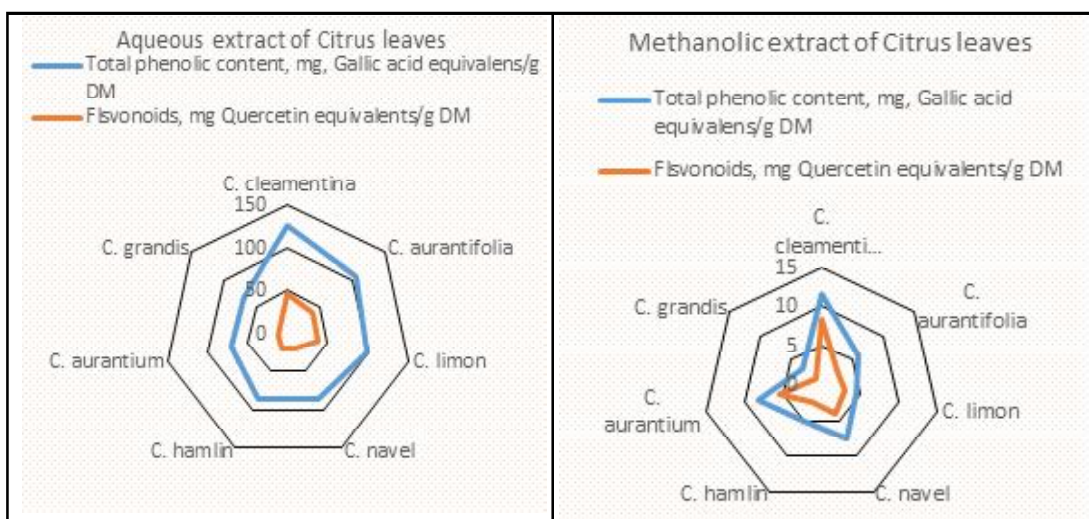 Aqueous extract of Citrus leaves
Total phenolic content, mg, Gallic acid equivalens/g
DM
Flsvonoids, mg Quercetin equivalents/g DM
C. cleamentina
150
100
50
0
C. aurantifolia
C. limon
C. navel
C. hamlin
C. aurantium
C. grandis
Methanolic extract of Citrus leaves
Total phenolic content, mg, Gallic acid
equivalens/g DM
Flsvonoids, mg Quercetin equivalents/g DM
C.
cleamenti...
15
10
5
0
C.
aurantifolia
C. limon
C. navel
C. hamlin
C.
aurantium
C. grandis